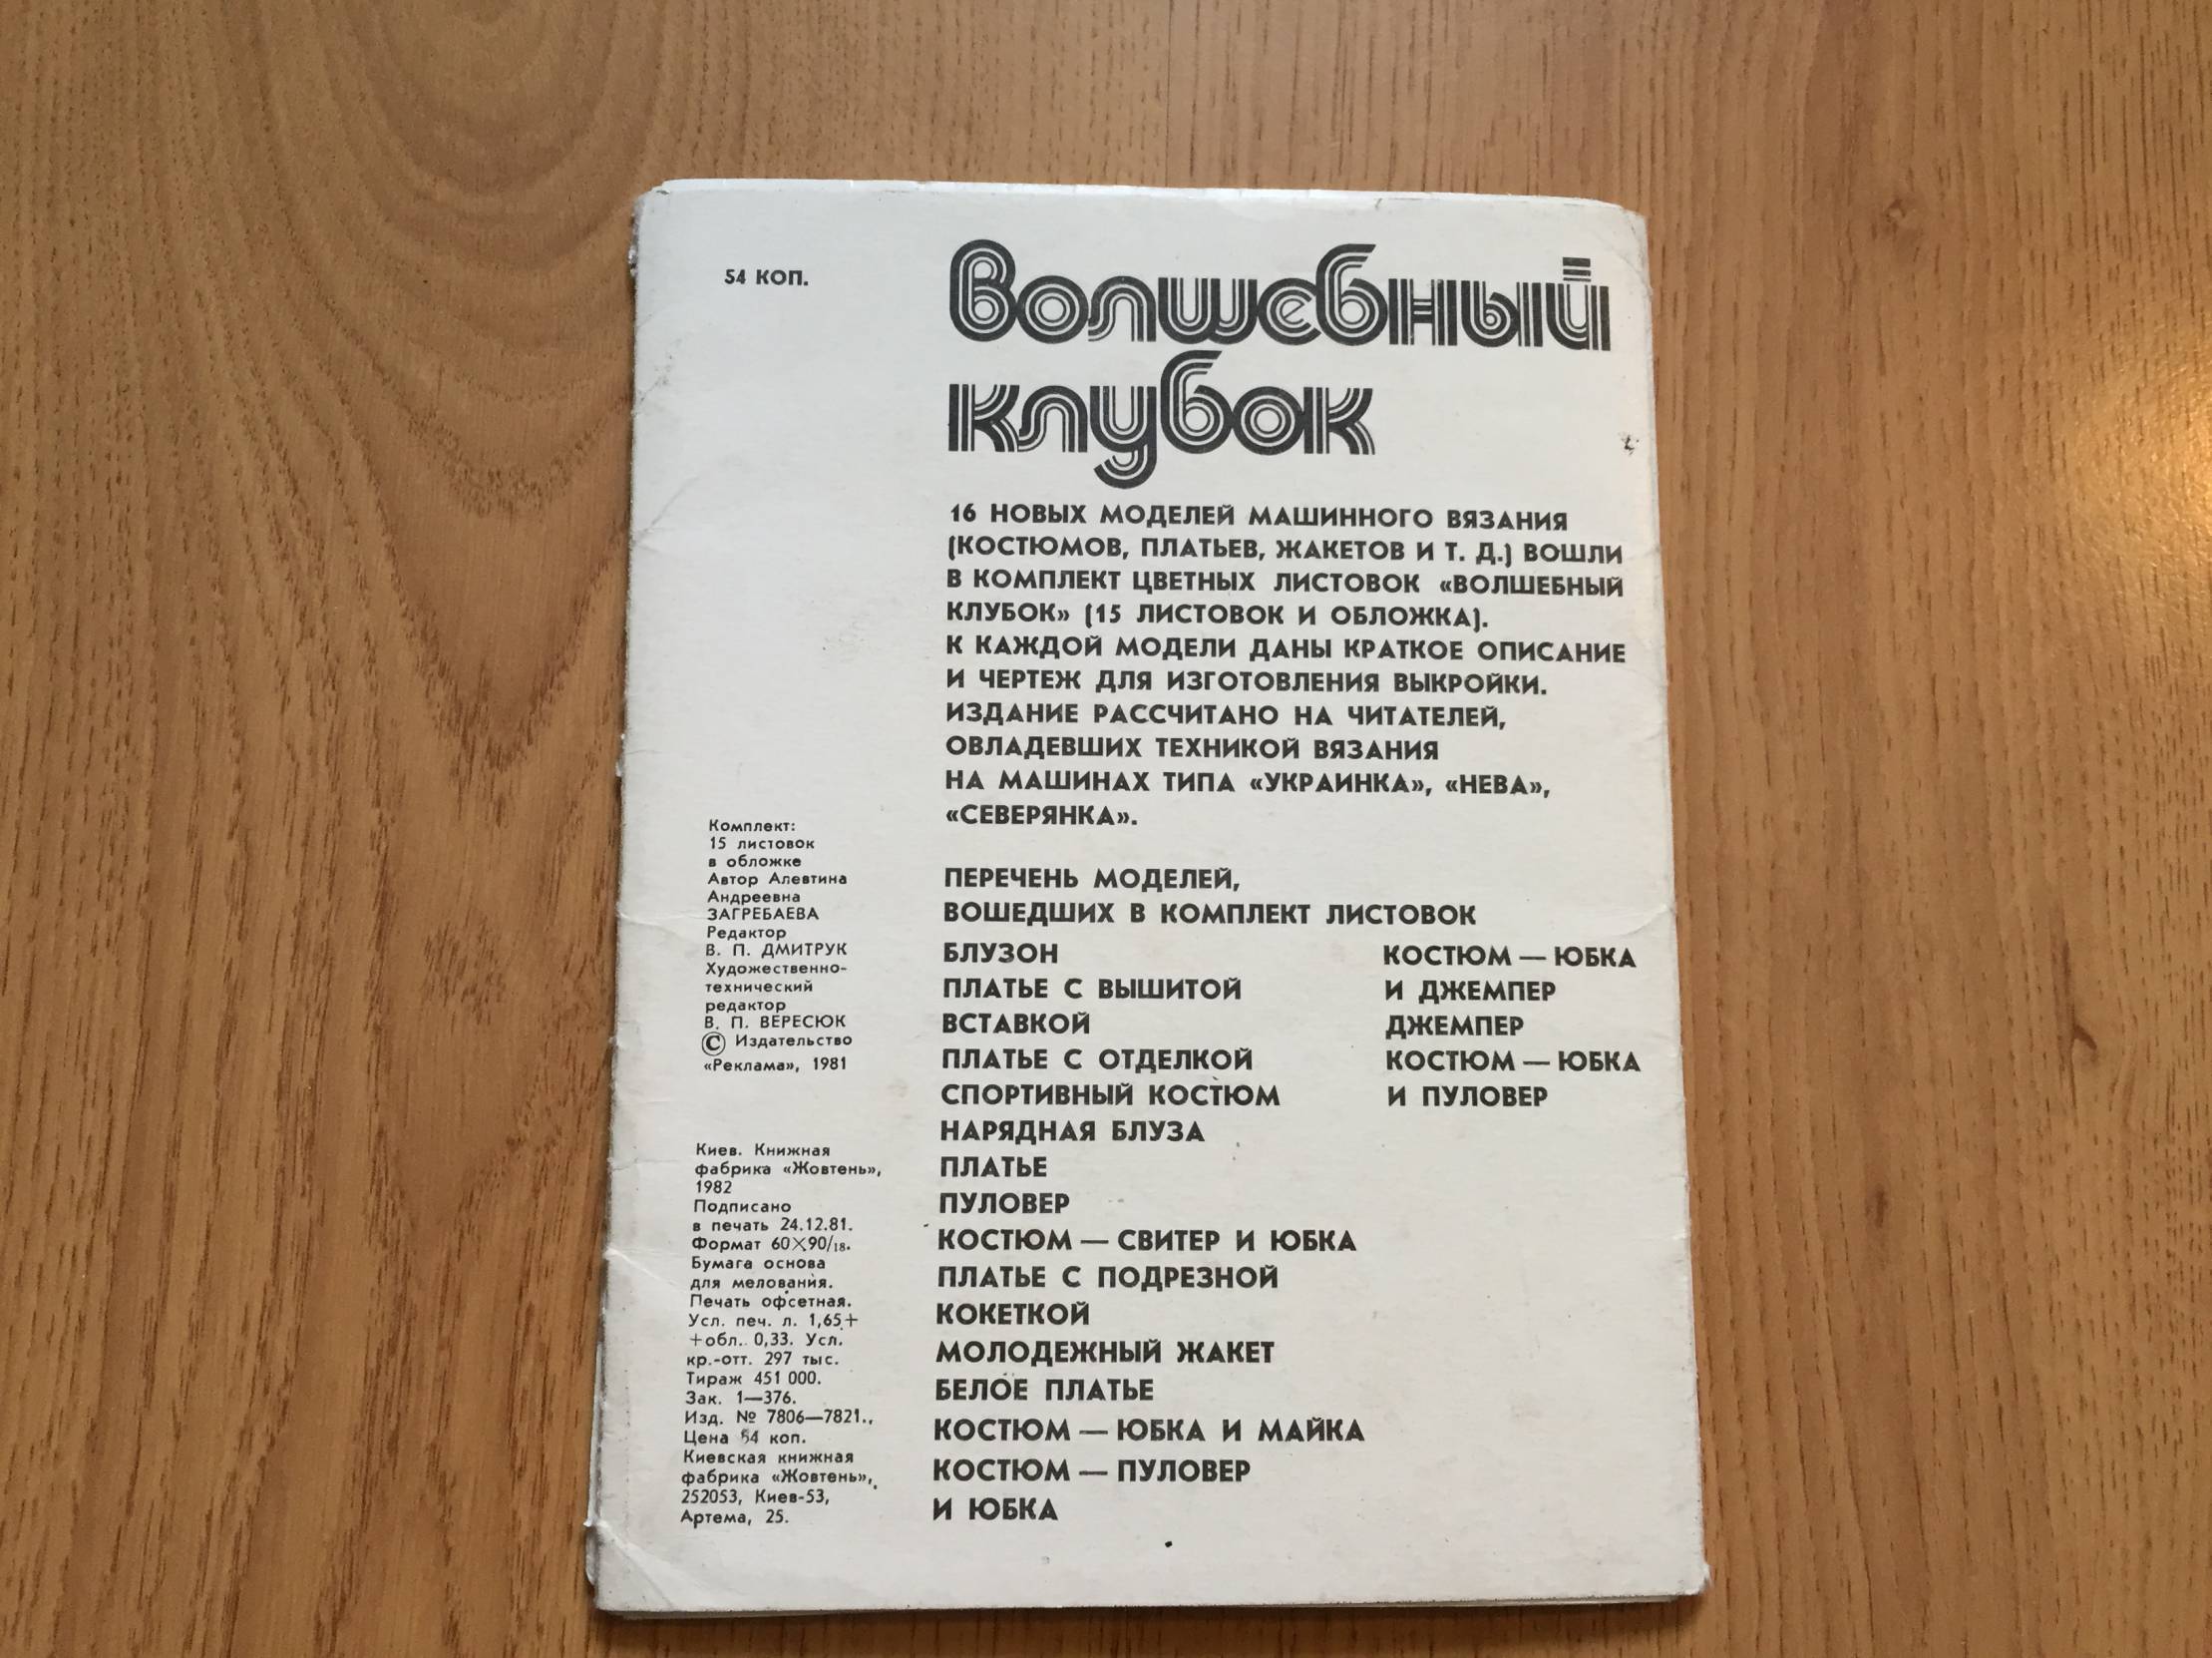 54 КОП.
Волшебный
клубок
16 НОВЫХ МОДЕЛЕЙ МАШИННОГО ВЯЗАНИЯ
(КОСТЮМОВ, ПЛАТЬЕВ, ЖАКЕТОВ И Т. Д.) ВОШЛИ
В КОМПЛЕКТ ЦВЕТНЫХ ЛИСТОВОК «ВОЛШЕБНЫЙ
КЛУБОК» (15 ЛИСТОВОК И ОБЛОЖКА).
К КАЖДОЙ МОДЕЛИ ДАНЫ КРАТКОЕ ОПИСАНИЕ
И ЧЕРТЕЖ ДЛЯ ИЗГОТОВЛЕНИЯ ВЫКРОЙКИ.
ИЗДАНИЕ РАССЧИТАНО НА ЧИТАТЕЛЕЙ,
ОВЛАДЕВШИХ ТЕХНИКОЙ ВЯЗАНИЯ
НА МАШИНАХ ТИПА «УКРАИНКА», «НЕВА»,
«СЕВЕРЯНКА».
ПЕРЕЧЕНЬ МОДЕЛЕЙ,
ВОШЕДШИХ В КОМПЛЕКТ ЛИСТОВОК
БЛУЗОН
ПЛАТЬЕ С ВЫШИТОЙ
ВСТАВКОЙ
ПЛАТЬЕ С ОТДЕЛКОЙ
СПОРТИВНЫЙ КОСТЮМ
НАРЯДНАЯ БЛУЗА
ПЛАТЬЕ
ПУЛОВЕР
КОСТЮМ — СВИТЕР И ЮБКА
ПЛАТЬЕ С ПОДРЕЗНОЙ
КОКЕТКОЙ
МОЛОДЕЖНЫЙ ЖАКЕТ
БЕЛОЕ ПЛАТЬЕ
КОСТЮМ — ЮБКА И МАЙКА
КОСТЮМ — ПУЛОВЕР
И ЮБКА
КОСТЮМ — ЮБКА
И ДЖЕМПЕР
ДЖЕМПЕР
КОСТЮМ — ЮБКА
И ПУЛОВЕР
Комплект:
15 листовок
в обложке
Автор Алевтина
Андреевна
ЗАГРЕБАЕВА
Редактор
В. П. ДМИТРУК
Художественно-
технический
редактор
В. П. ВЕРЕСЮК
© Издательство
«Реклама», 1981
Киев. Книжная
фабрика «Жовтень»,
1982
Подписано
в печать 24.12.81.
Формат 60×90/18.
Бумага основа
для мелования.
Печать офсетная.
Усл. печ. л. 1,65+
+обл. 0,33. Усл.
кр.-отт. 297 тыс.
Тираж 451 000.
Зак. 1—376.
Изд. № 7806—7821.,
Цена 54 коп.
Киевская книжная
фабрика «Жовтень»,
252053, Киев-53,
Артема, 25.